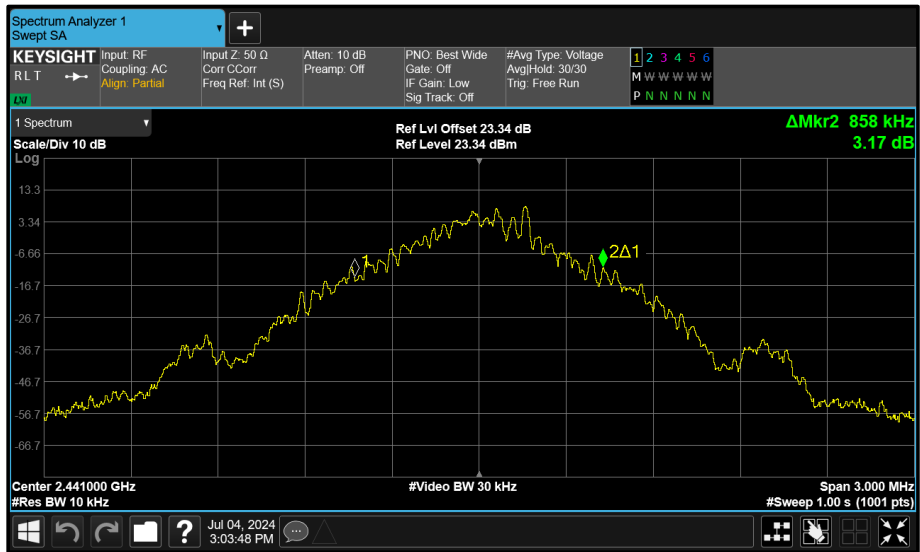 Spectrum Analyzer 1
Swept SA
+
KEYSIGHT
RLT
LXI
Input: RF
Coupling: AC
Align: Partial
Input Z: 50 Ω
Corr CCorr
Freq Ref: Int (S)
Atten: 10 dB
Preamp: Off
PNO: Best Wide
Gate: Off
IF Gain: Low
Sig Track: Off
#Avg Type: Voltage
Avg|Hold: 30/30
Trig: Free Run
1 2 3 4 5 6
M W W W W W
P N N N N N
1 Spectrum
Scale/Div 10 dB
Log
Ref Lvl Offset 23.34 dB
Ref Level 23.34 dBm
ΔMkr2 858 kHz
3.17 dB
13.3
3.34
-6.66
-16.7
-26.7
-36.7
-46.7
-56.7
-66.7
1
2Δ1
Center 2.441000 GHz
#Res BW 10 kHz
#Video BW 30 kHz
Span 3.000 MHz
#Sweep 1.00 s (1001 pts)
?
Jul 04, 2024
3:03:48 PM